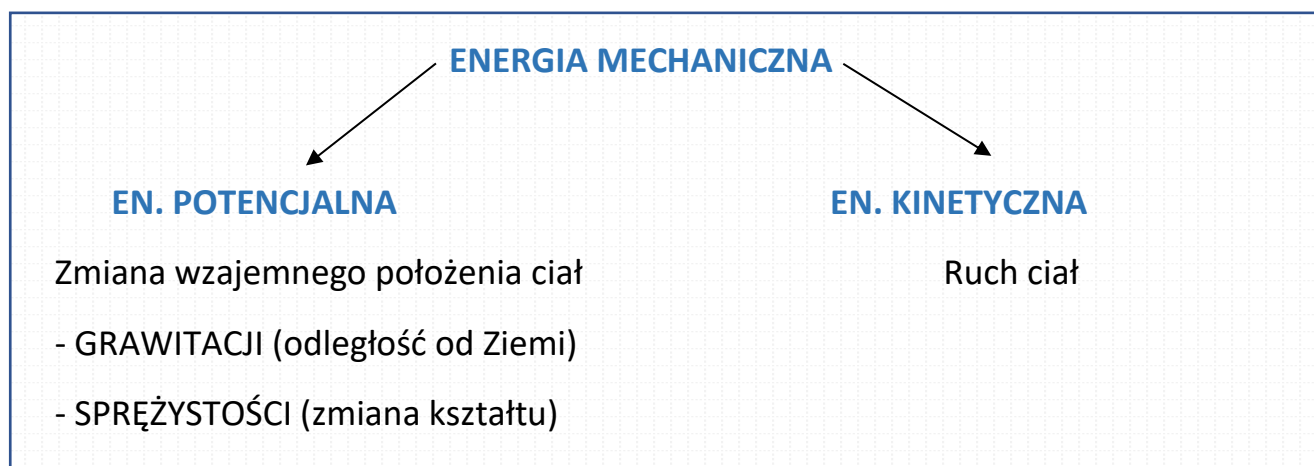 ENERGIA MECHANICZNA
EN. POTENCJALNA
EN. KINETYCZNA
Zmiana wzajemnego położenia ciał
Ruch ciał
- GRAWITACJI (odległość od Ziemi)
- SPRĘŻYSTOŚCI (zmiana kształtu)